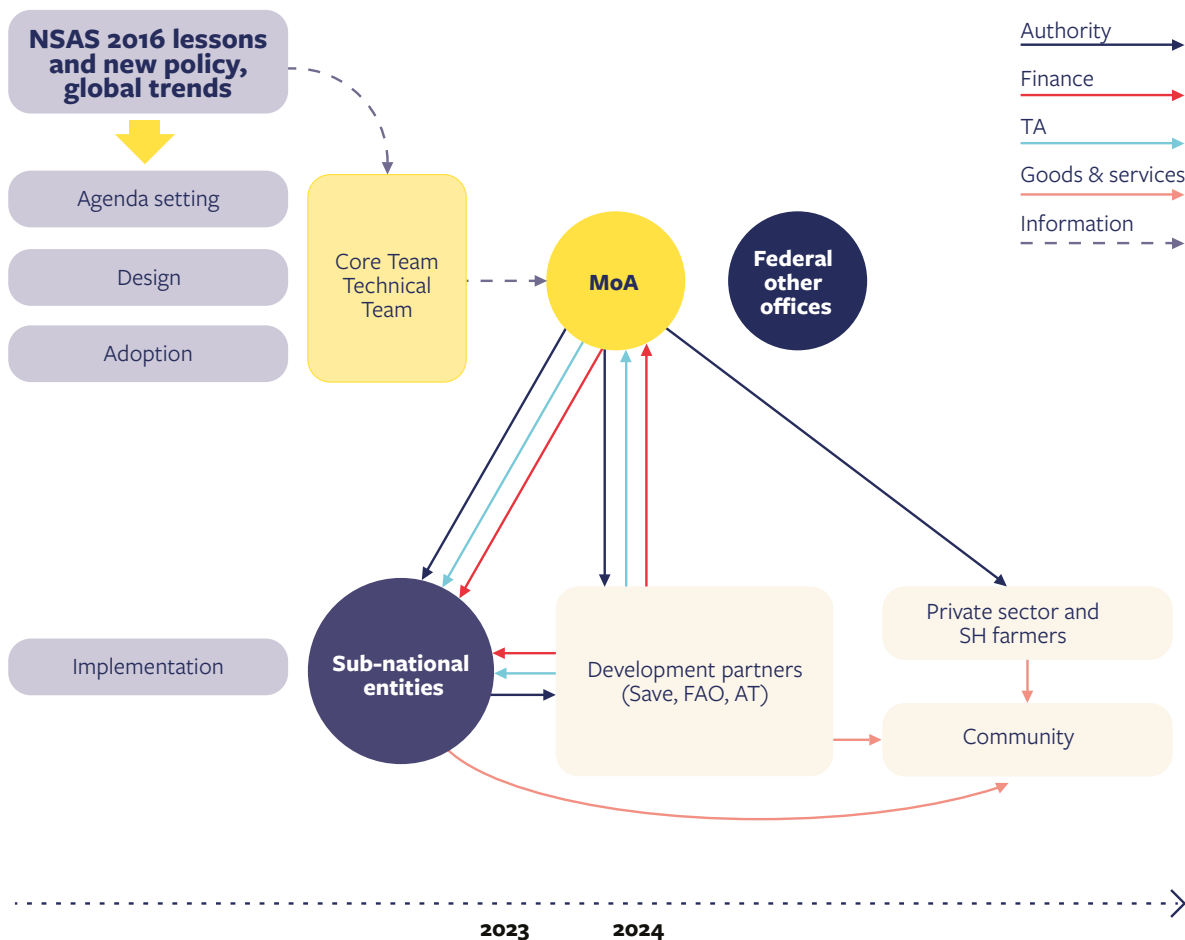 NSAS 2016 lessons
and new policy,
global trends
Agenda setting
Design
Adoption
Implementation
Core Team
Technical
Team
MoA
Federal
other
offices
Authority
Finance
TA
Goods & services
Information
Sub-national
entities
Development partners
(Save, FAO, AT)
Private sector and
SH farmers
Community
2023
2024